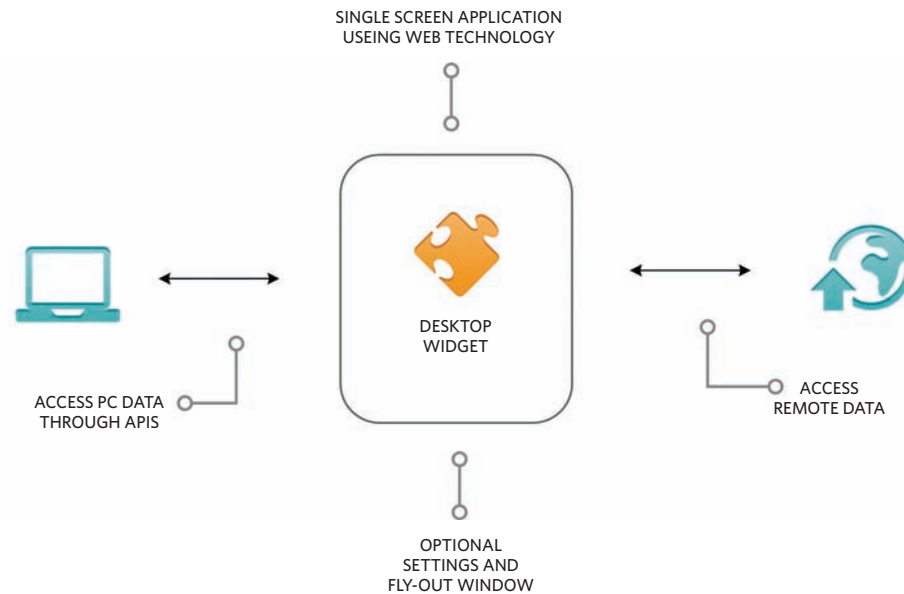 SINGLE SCREEN APPLICATION
USEING WEB TECHNOLOGY
DESKTOP
WIDGET
ACCESS PC DATA
THROUGH APIS
ACCESS
REMOTE DATA
OPTIONAL
SETTINGS AND
FLY-OUT WINDOW